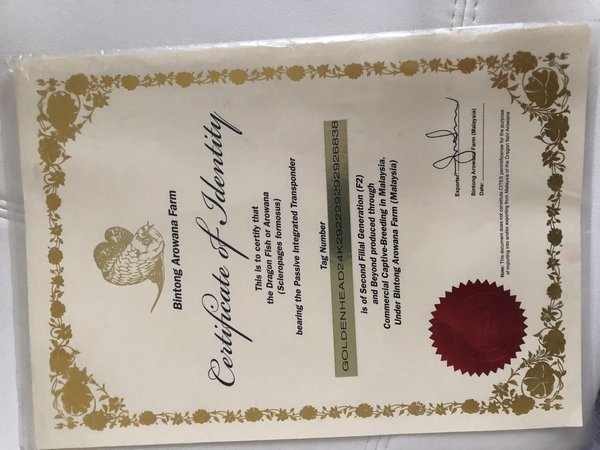 Bintong Arowana Farm
Certificate of Identity
This is to certify that
the Dragon Fish or Arowana
(Scleropages formosus)
bearing the Passive Integrated Transponder
Tag Number
GOLDENHEAD24K2922292929926838
is of Second Filial Generation (F2)
and Beyond produced through
Commercial Captive-Breeding in Malaysia.
Under Bintong Arowana Farm (Malaysia)
Exporter
Bintong Arowana Farm (Malaysia)
Date:
Note: This document does not constitute CITES permit/license for the purpose
of importing into and/or exporting from Malaysia of the Dragon fish/ Arowana